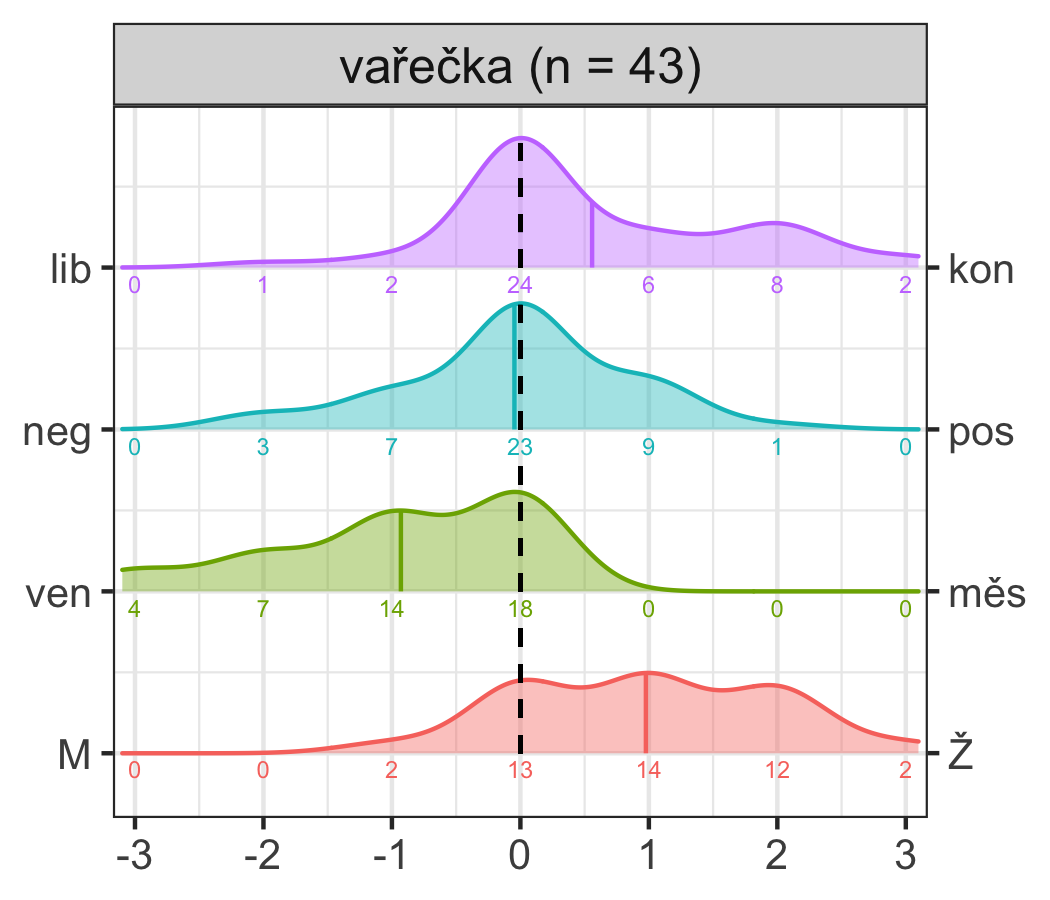 vařečka (n = 43)
lib kon
0 1 2 24 6 8 2
neg pos
0 3 7 23 9 1 0
ven měs
4 7 14 18 0 0 0
M Ž
0 0 2 13 14 12 2
-3 -2 -1 0 1 2 3